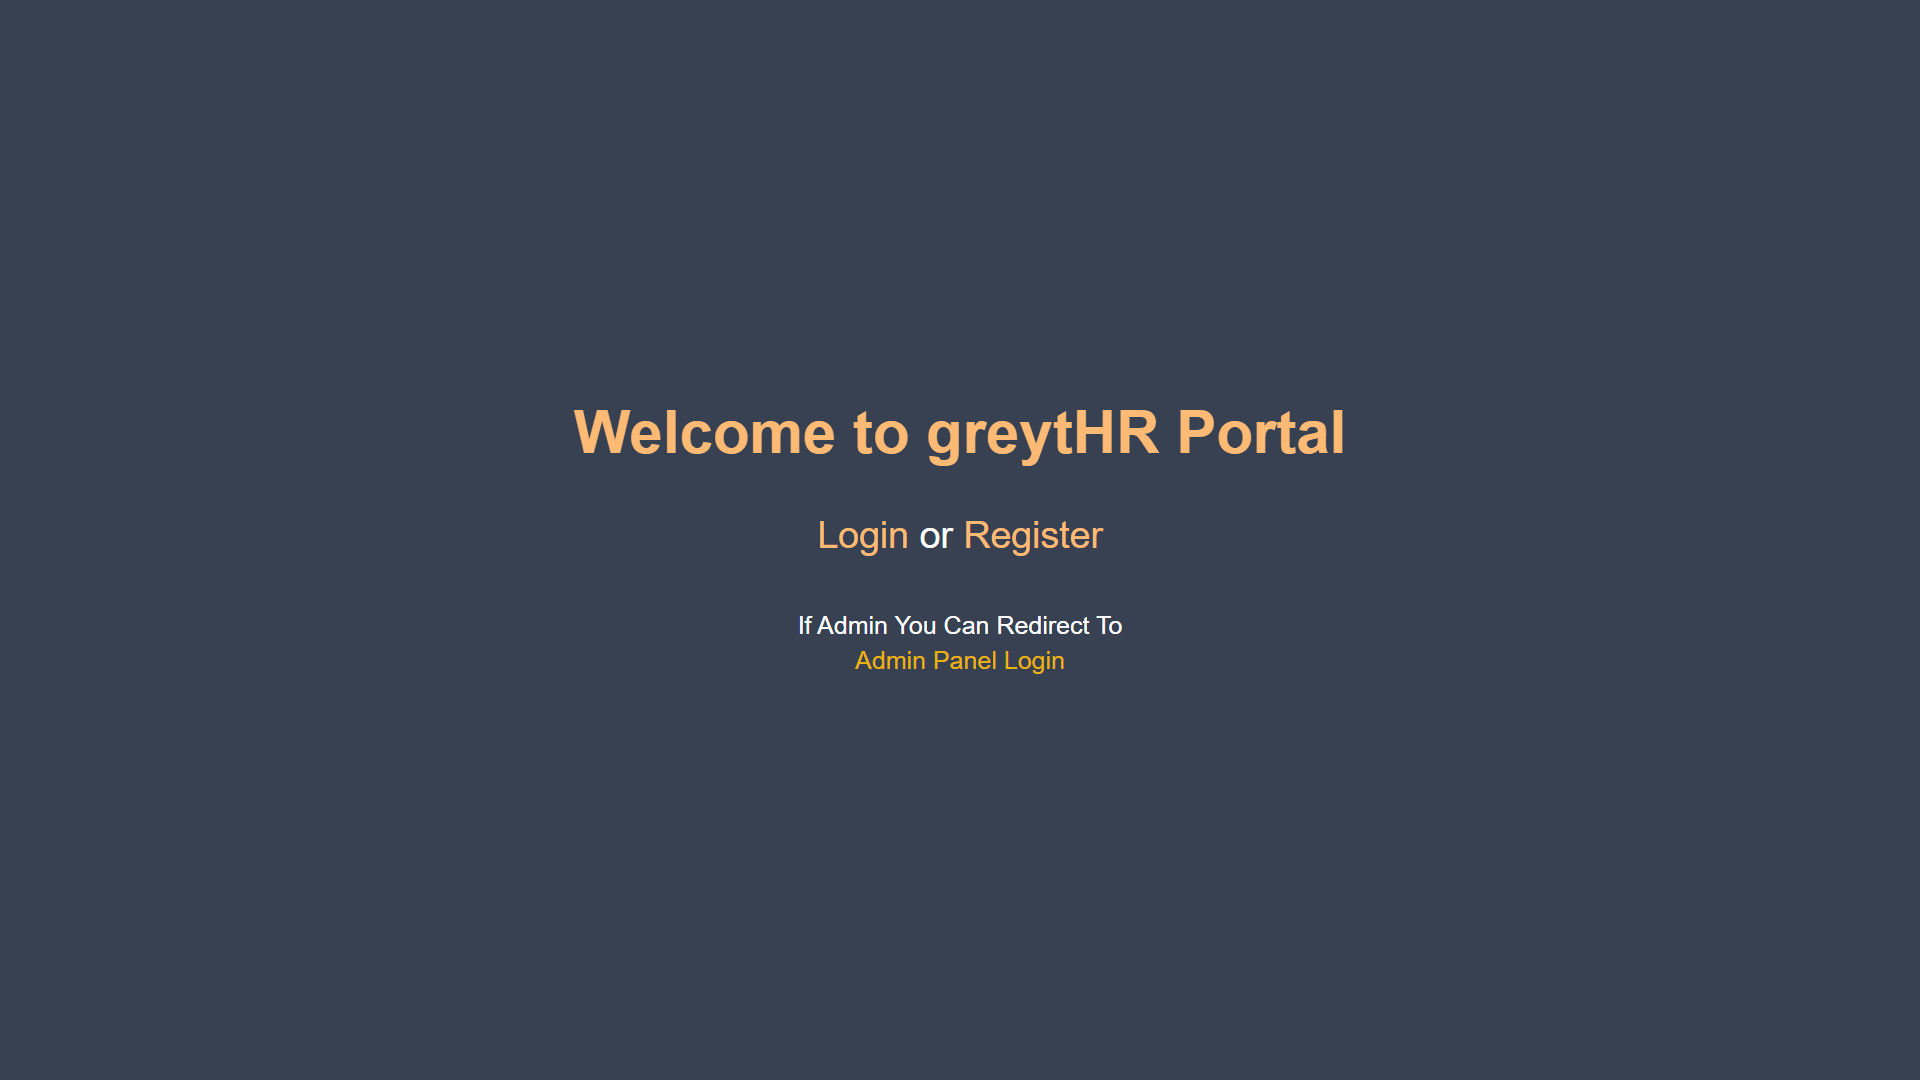 Welcome to greytHR Portal
Login or Register
If Admin You Can Redirect To
Admin Panel Login